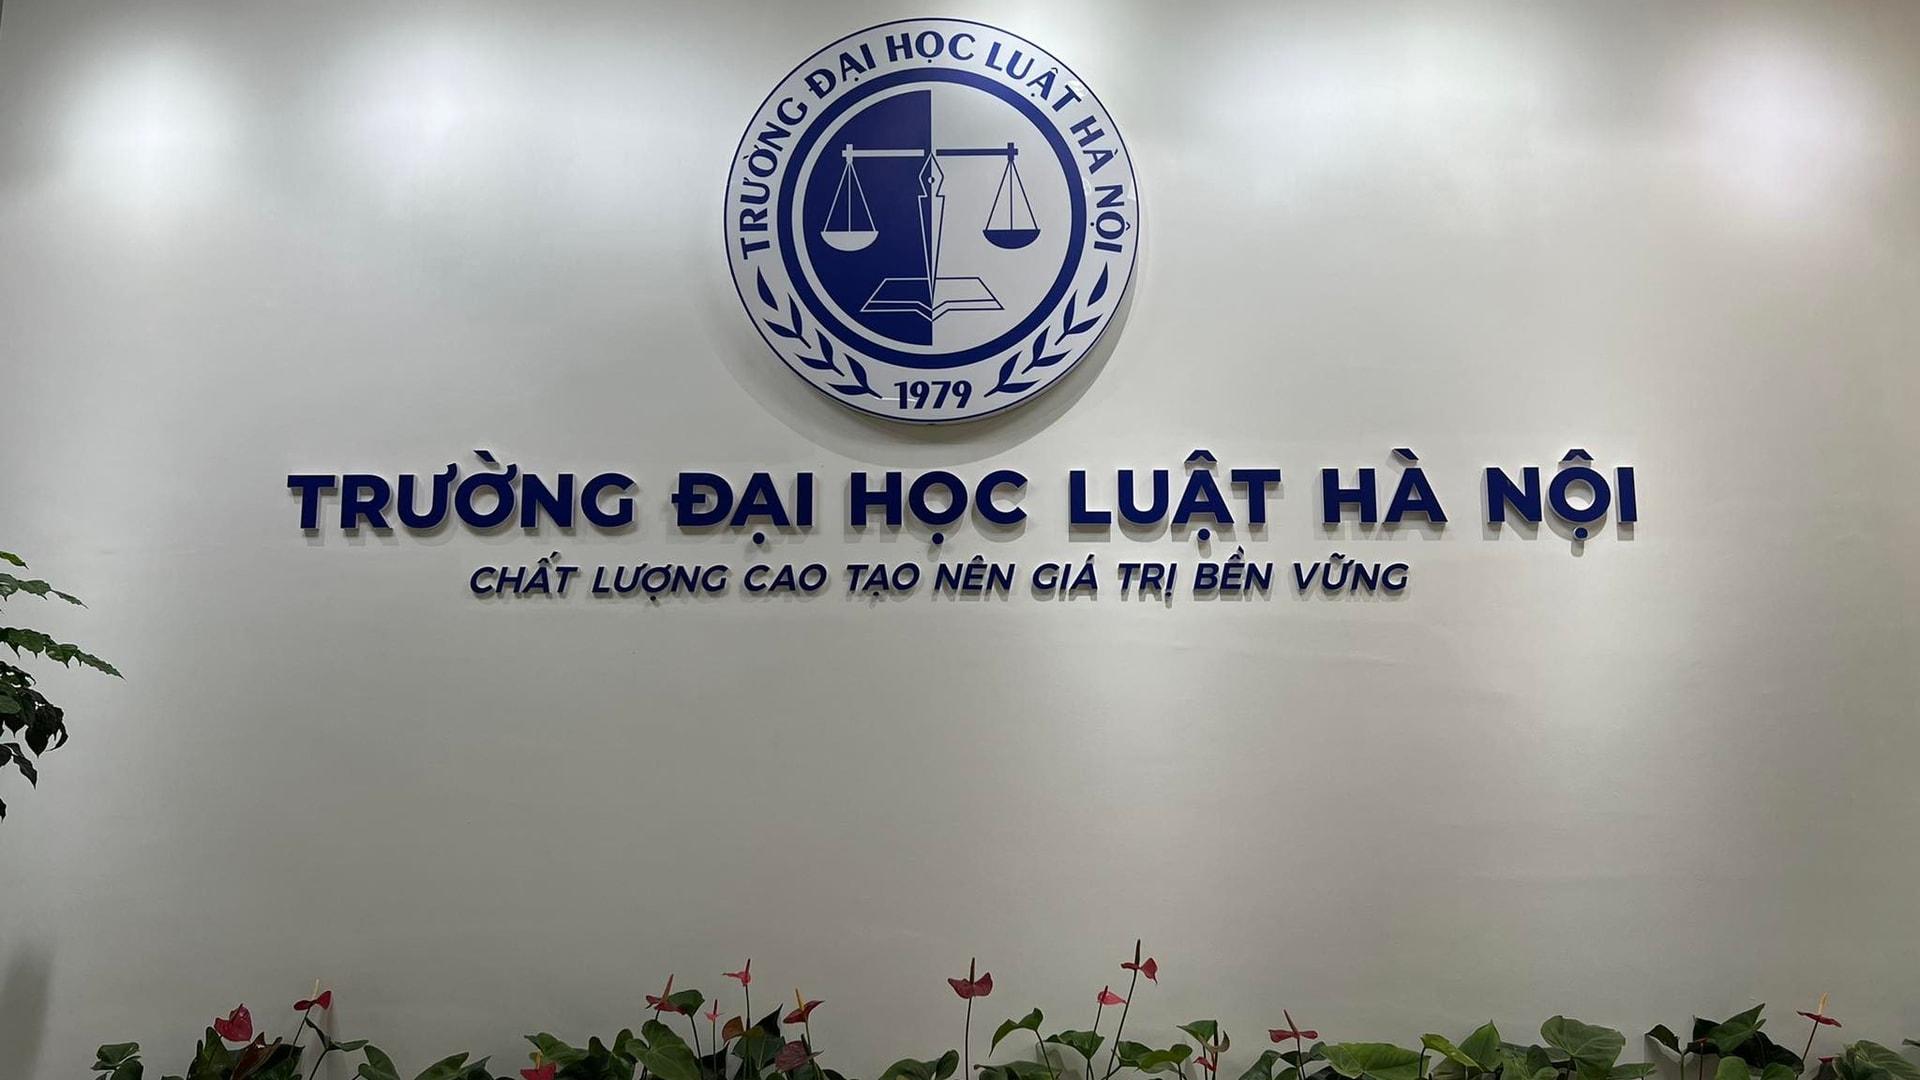 TRƯỜNG ĐẠI HỌC LUẬT HÀ NỘI
1979
TRƯỜNG ĐẠI HỌC LUẬT HÀ NỘI
CHẤT LƯỢNG CAO TẠO NÊN GIÁ TRỊ BỀN VỮNG